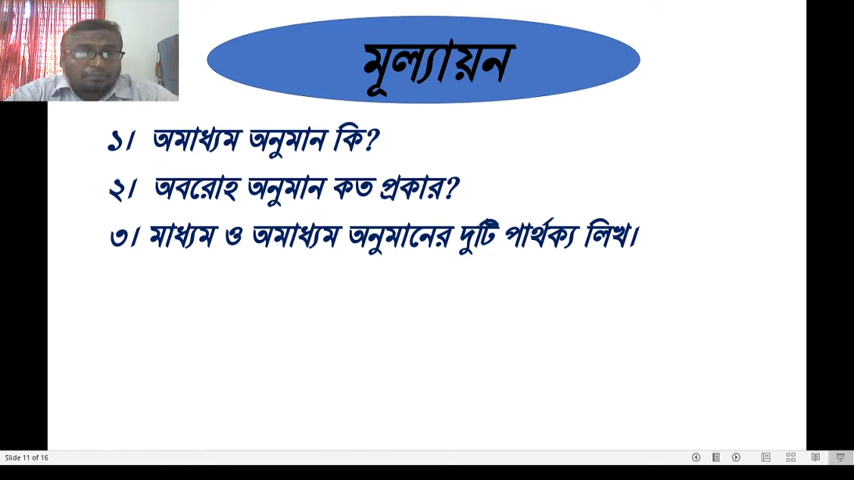 মূল্যায়ন
১। অমাধ্যম অনুমান কি?
২। অবরোহ অনুমান কত প্রকার?
৩। মাধ্যম ও অমাধ্যম অনুমানের দুটি পার্থক্য লিখ।
Slide 11 of 16